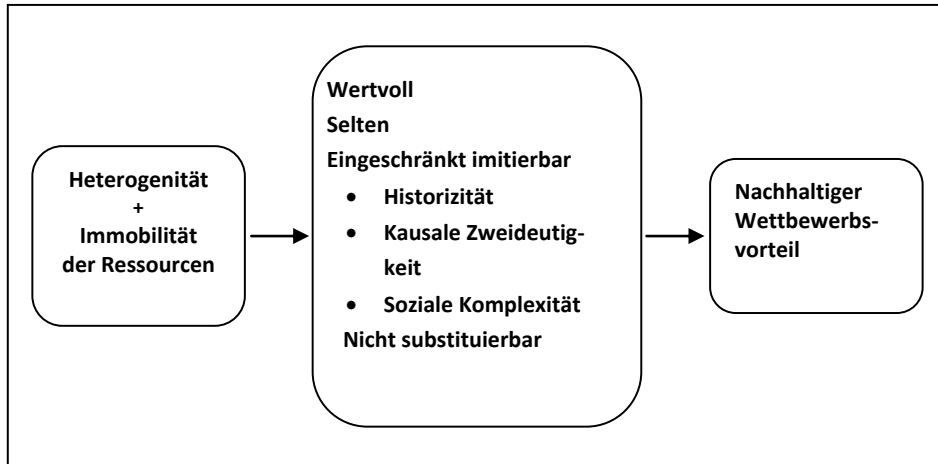 Heterogenität
+
Immobilität
der Ressourcen
Wertvoll
Selten
Eingeschränkt imitierbar
• Historizität
• Kausale Zweideutig-
keit
• Soziale Komplexität
Nicht substituierbar
Nachhaltiger
Wettbewerbs-
vorteil